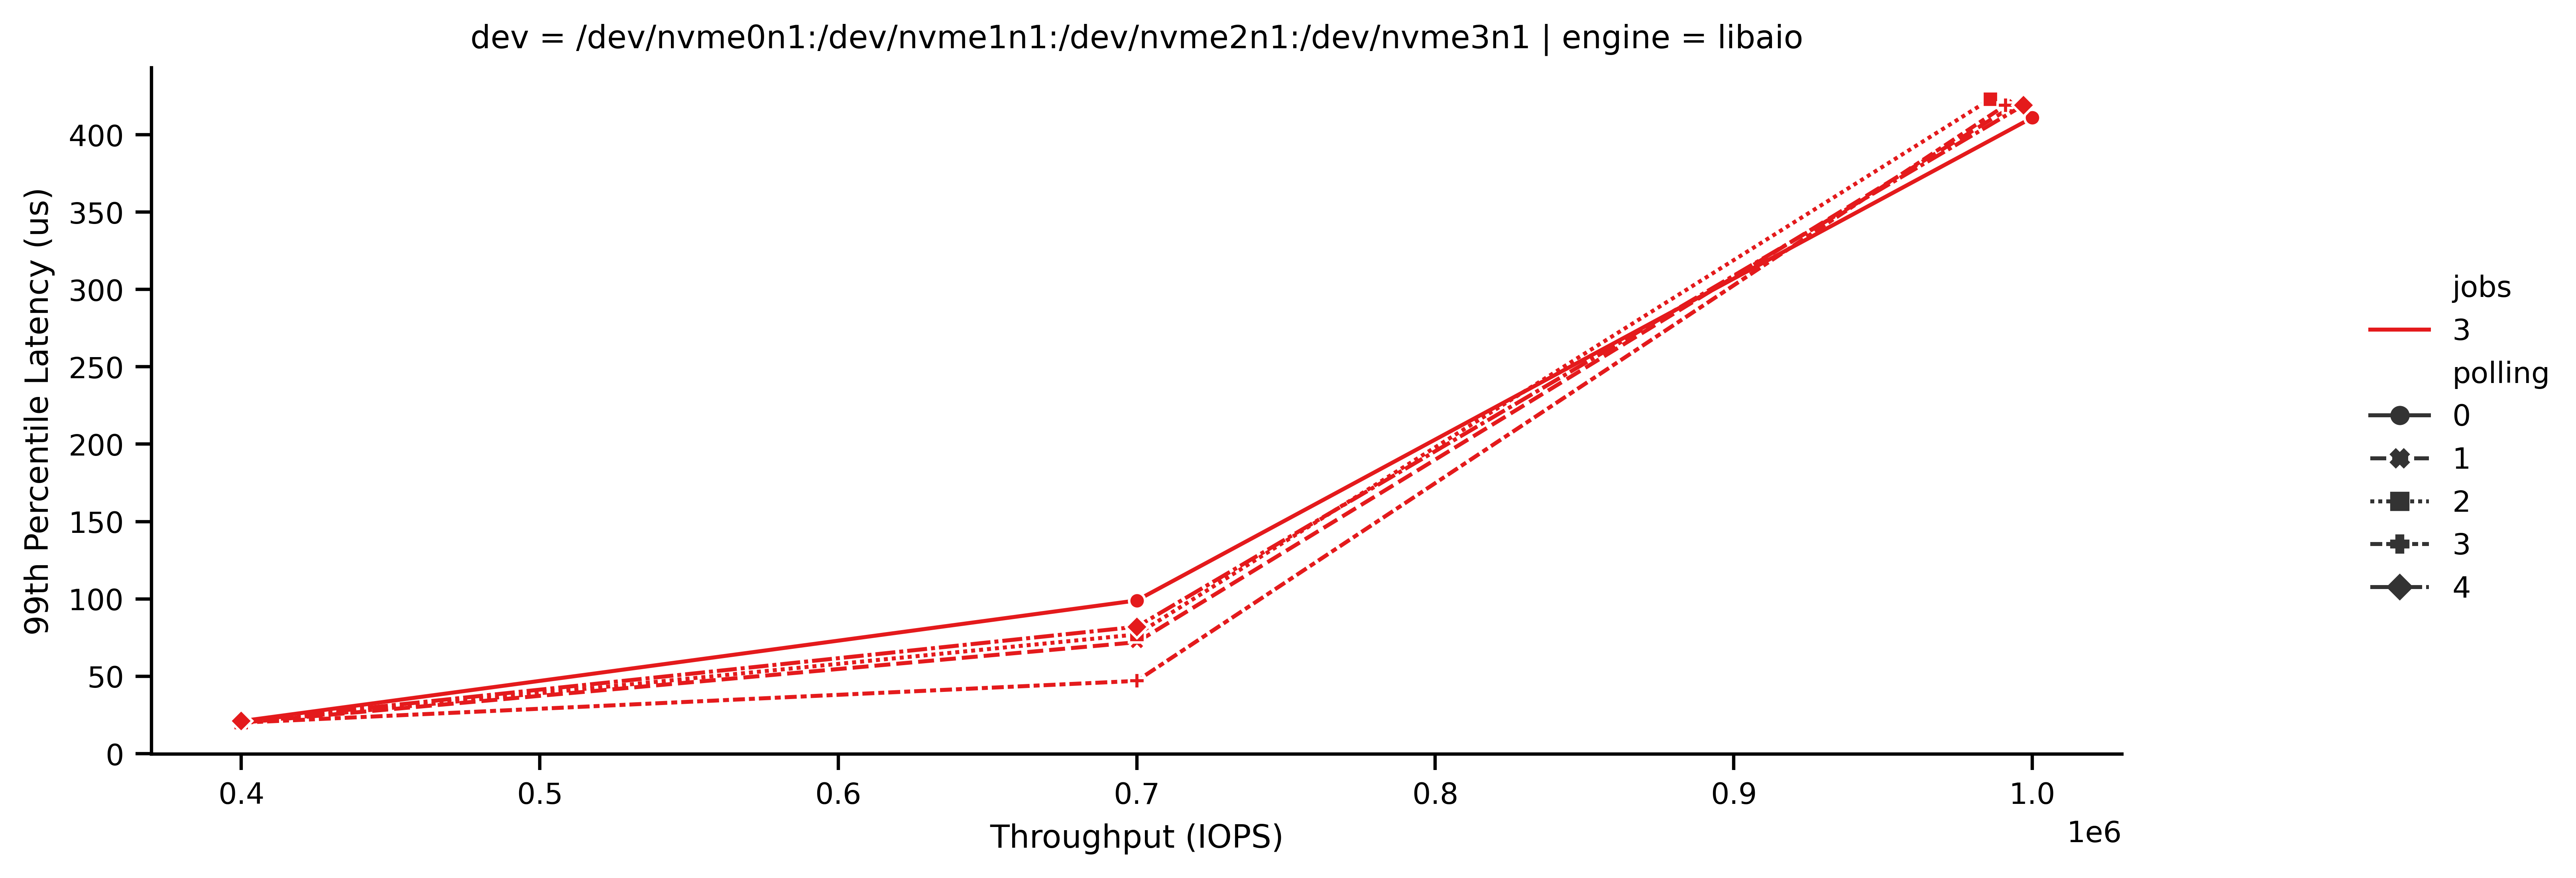 dev = /dev/nvme0n1:/dev/nvme1n1:/dev/nvme2n1:/dev/nvme3n1 | engine = libaio
99th Percentile Latency (us)
400
350
300
250
200
150
100
50
0
0.4 0.5 0.6 0.7 0.8 0.9 1.0
1e6
Throughput (IOPS)
jobs
3
polling
0
1
2
3
4